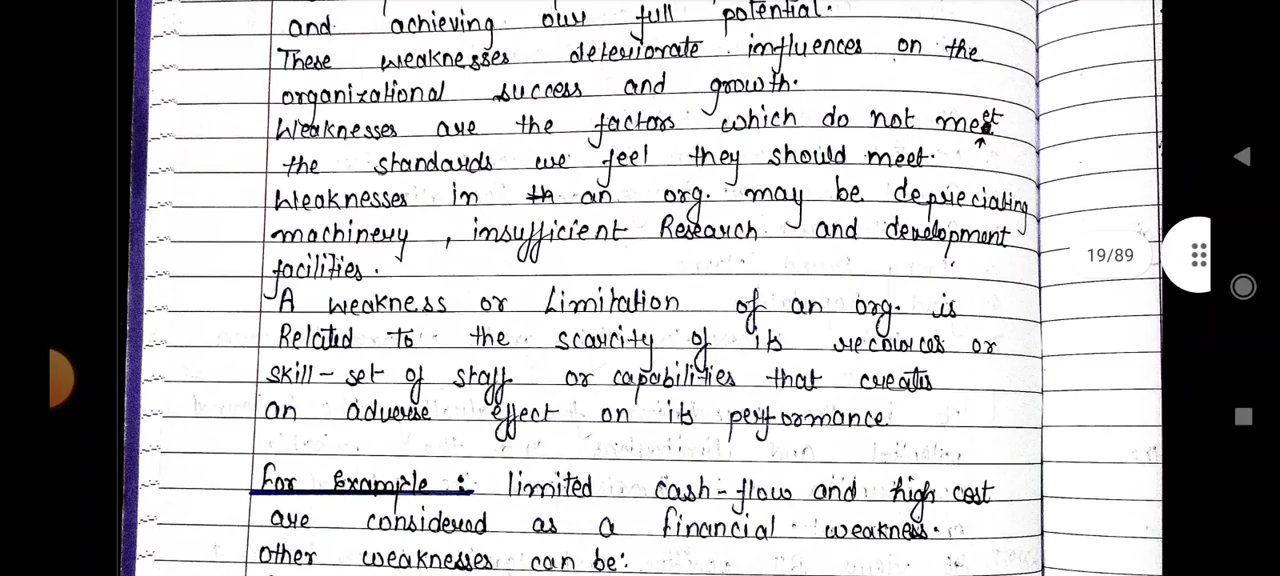 and achieving our full potential.
These weaknesses deteriorate influences on the
organizational success and growth.
Weaknesses are the factors which do not meet
the standards we feel they should meet.
Weaknesses in an org. may be depreciating
machinery , insufficient Research and development
facilities.
A weakness or Limitation of an org. is
Related to the scarcity of its recources or
skill-set of staff or capabilities that creates
an adverse effect on its performance
For Example : limited cash-flow and high cost
are considered as a financial weakness.
other weaknesses can be:
19/89